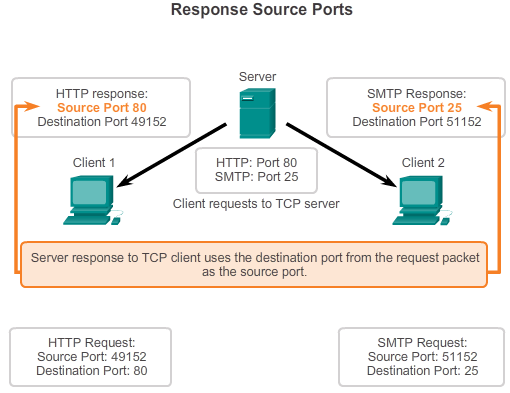 Response Source Ports
Server
HTTP response:
Source Port 80
Destination Port 49152
SMTP Response:
Source Port 25
Destination Port 51152
Client 1
HTTP: Port 80
SMTP: Port 25
Client 2
Client requests to TCP server
Server response to TCP client uses the destination port from the request packet
as the source port.
HTTP Request:
Source Port: 49152
Destination Port: 80
SMTP Request:
Source Port: 51152
Destination Port: 25